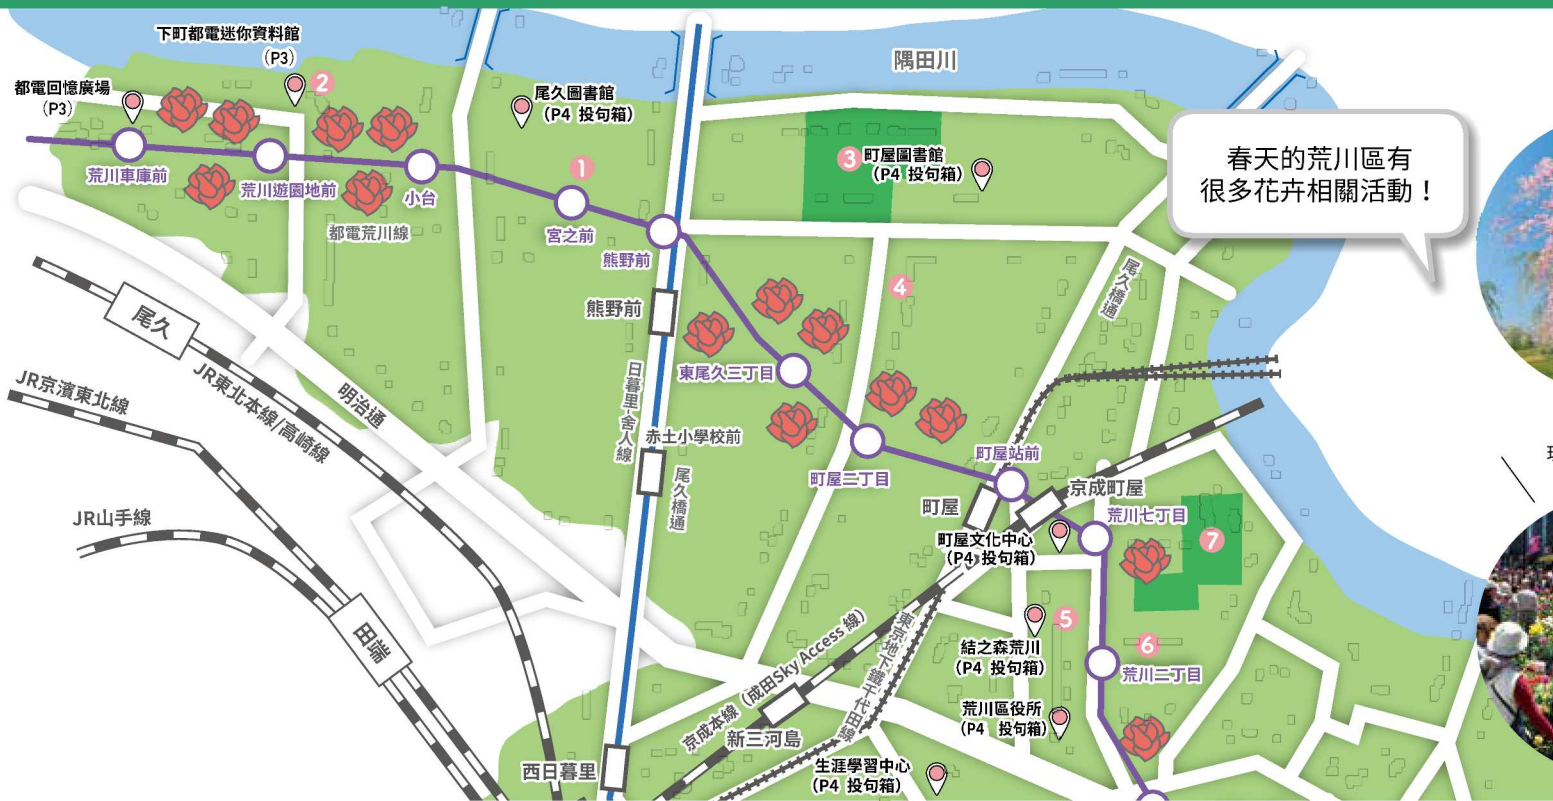 下町都電迷你資料館
(P3)
2
都電回憶廣場
(P3)
尾久圖書館
(P4 投句箱)
隅田川
春天的荒川區有
很多花卉相關活動！
3
町屋圖書館
(P4 投句箱)
荒川車庫前
荒川遊園地前
小台
1
宮之前
熊野前
都電荒川線
熊野前
4
尾久橋通
尾久
JR東北本線/高崎線
明治通
JR京濱東北線
日暮里·舍人線
東尾久三丁目
赤土小學校前
尾久橋通
町屋二丁目
町屋站前
京成町屋
町屋
荒川七丁目
町屋文化中心
(P4 投句箱)
7
JR山手線
田端
京成本線（成田Sky Access 線）
東京地下鐵千代田線
5
結之森荒川
(P4 投句箱)
6
荒川二丁目
荒川區役所
(P4 投句箱)
新三河島
西日暮里
生涯學習中心
(P4 投句箱)